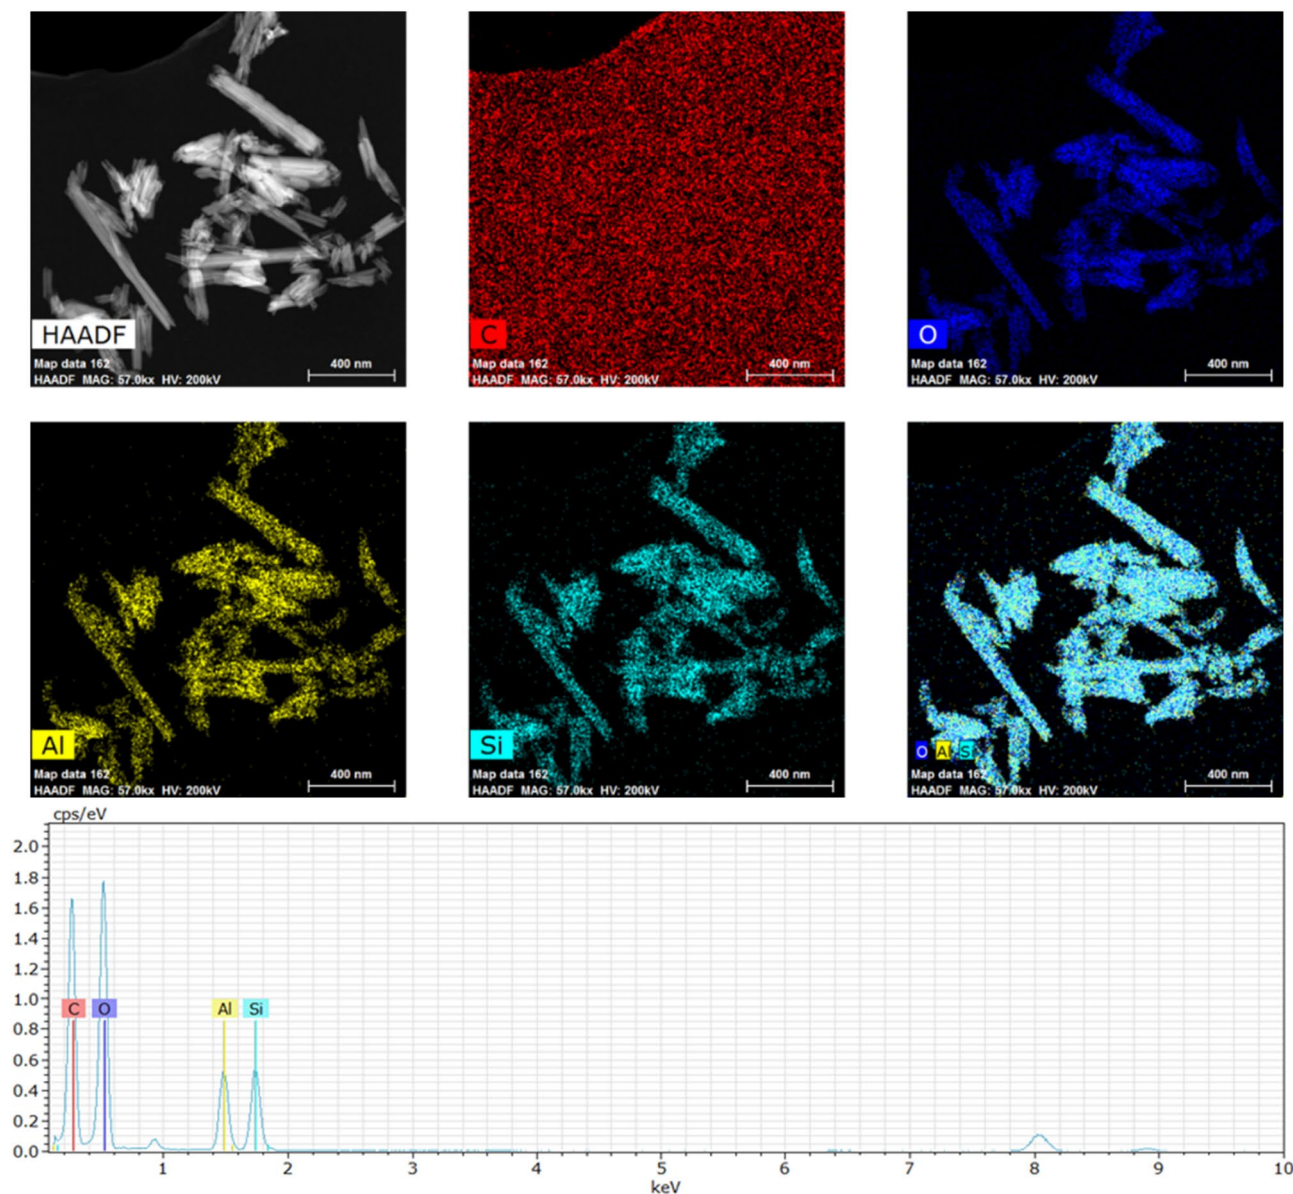 HAADF
Map data 162
HAADF MAG: 57.0kx HV: 200kV
400 nm
C
Map data 162
HAADF MAG: 57.0kx HV: 200kV
400 nm
O
Map data 162
HAADF MAG: 57.0kx HV: 200kV
400 nm
Al
Map data 162
HAADF MAG: 57.0kx HV: 200kV
400 nm
Si
Map data 162
HAADF MAG: 57.0kx HV: 200kV
400 nm
O Al Si
Map data 162
HAADF MAG: 57.0kx HV: 200kV
400 nm
cps/eV
2.0
1.8
1.6
1.4
1.2
1.0
0.8
0.6
0.4
0.2
0.0
C O Al Si
1 2 3 4 5 6 7 8 9 10
keV